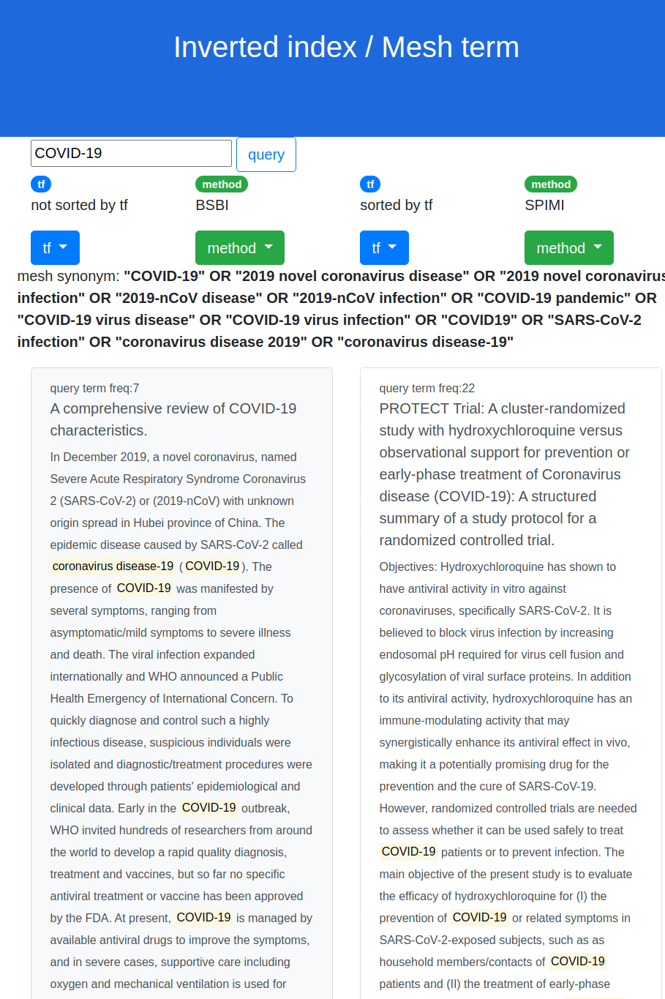 Inverted index / Mesh term
COVID-19
query
tf
method
tf
method
not sorted by tf
BSBI
sorted by tf
SPIMI
tf
method
tf
method
mesh synonym: "COVID-19" OR "2019 novel coronavirus disease" OR "2019 novel coronavirus
infection" OR "2019-nCoV disease" OR "2019-nCoV infection" OR "COVID-19 pandemic" OR
"COVID-19 virus disease" OR "COVID-19 virus infection" OR "COVID19" OR "SARS-CoV-2
infection" OR "coronavirus disease 2019" OR "coronavirus disease-19"
query term freq:7
A comprehensive review of COVID-19
characteristics.
In December 2019, a novel coronavirus, named
Severe Acute Respiratory Syndrome Coronavirus
2 (SARS-CoV-2) or (2019-nCoV) with unknown
origin spread in Hubei province of China. The
epidemic disease caused by SARS-CoV-2 called
coronavirus disease-19 (COVID-19). The
presence of COVID-19 was manifested by
several symptoms, ranging from
asymptomatic/mild symptoms to severe illness
and death. The viral infection expanded
internationally and WHO announced a Public
Health Emergency of International Concern. To
quickly diagnose and control such a highly
infectious disease, suspicious individuals were
isolated and diagnostic/treatment procedures were
developed through patients' epidemiological and
clinical data. Early in the COVID-19 outbreak,
WHO invited hundreds of researchers from around
the world to develop a rapid quality diagnosis,
treatment and vaccines, but so far no specific
antiviral treatment or vaccine has been approved
by the FDA. At present, COVID-19 is managed by
available antiviral drugs to improve the symptoms,
and in severe cases, supportive care including
oxygen and mechanical ventilation is used for
query term freq:22
PROTECT Trial: A cluster-randomized
study with hydroxychloroquine versus
observational support for prevention or
early-phase treatment of Coronavirus
disease (COVID-19): A structured
summary of a study protocol for a
randomized controlled trial.
Objectives: Hydroxychloroquine has shown to
have antiviral activity in vitro against
coronaviruses, specifically SARS-CoV-2. It is
believed to block virus infection by increasing
endosomal pH required for virus cell fusion and
glycosylation of viral surface proteins. In addition
to its antiviral activity, hydroxychloroquine has an
immune-modulating activity that may
synergistically enhance its antiviral effect in vivo,
making it a potentially promising drug for the
prevention and the cure of SARS-CoV-19.
However, randomized controlled trials are needed
to assess whether it can be used safely to treat
COVID-19 patients or to prevent infection. The
main objective of the present study is to evaluate
the efficacy of hydroxychloroquine for (I) the
prevention of COVID-19 or related symptoms in
SARS-CoV-2-exposed subjects, such as as
household members/contacts of COVID-19
patients and (II) the treatment of early-phase